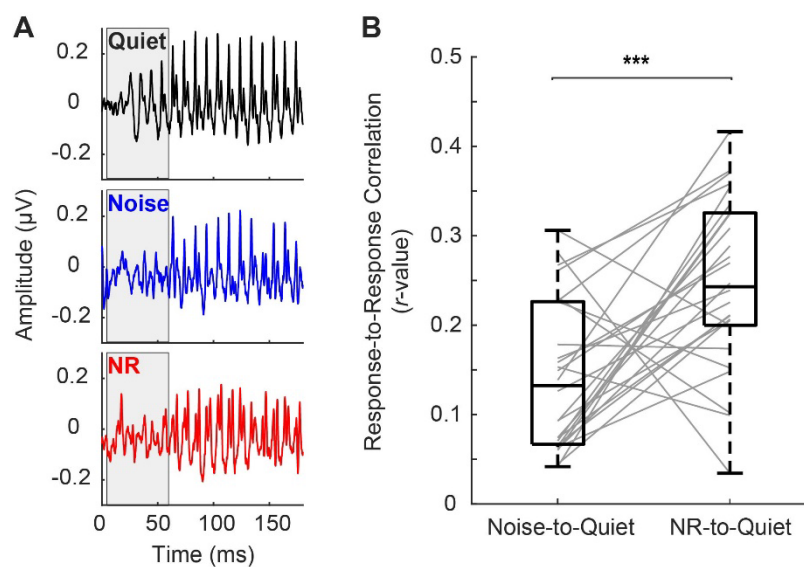 A
Quiet
0.2
0
-0.2
Noise
0.2
0
-0.2
NR
0.2
0
-0.2
0 50 100 150
Time (ms)
Amplitude (µV)
B
Response-to-Response Correlation
(r-value)
0.5
0.4
0.3
0.2
0.1
0
***
Noise-to-Quiet NR-to-Quiet